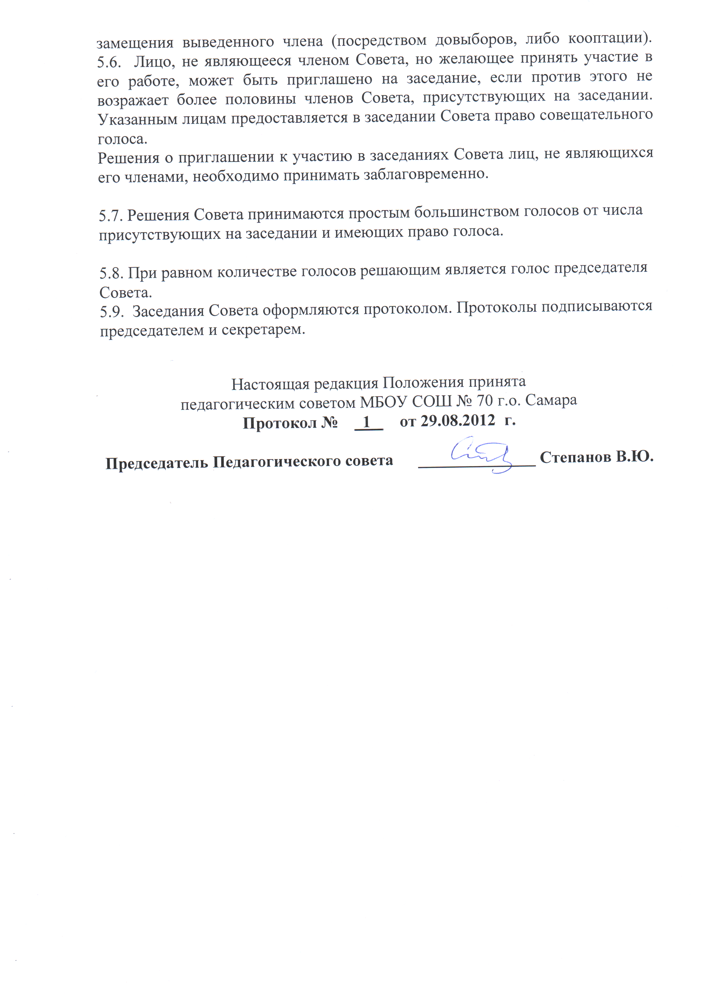 замещения выведенного члена (посредством довыборов, либо кооптации).
5.6. Лицо, не являющееся членом Совета, но желающее принять участие в
его работе, может быть приглашено на заседание, если против этого не
возражает более половины членов Совета, присутствующих на заседании.
Указанным лицам предоставляется в заседании Совета право совещательного
голоса.
Решения о приглашении к участию в заседаниях Совета лиц, не являющихся
его членами, необходимо принимать заблаговременно.
5.7. Решения Совета принимаются простым большинством голосов от числа
присутствующих на заседании и имеющих право голоса.
5.8. При равном количестве голосов решающим является голос председателя
Совета.
5.9. Заседания Совета оформляются протоколом. Протоколы подписываются
председателем и секретарем.
Настоящая редакция Положения принята
педагогическим советом МБОУ СОШ № 70 г.о. Самара
Протокол № 1 от 29.08.2012 г.
Председатель Педагогического совета Степанов В.Ю.